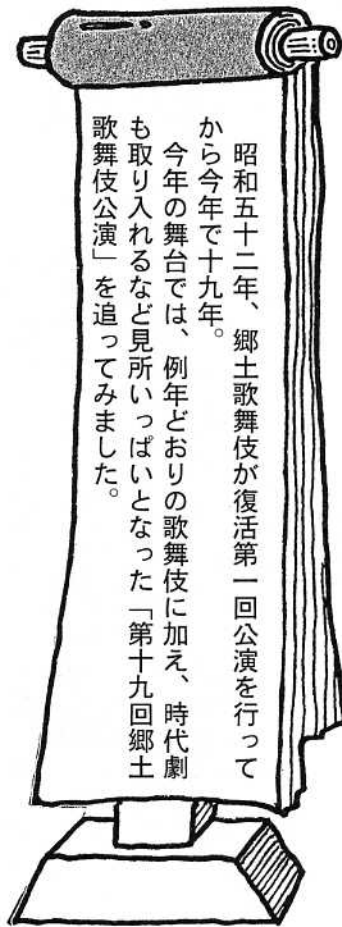 昭和五十二年、郷土歌舞伎が復活第一回公演を行って
から今年で十九年。
今年の舞台では、例年どおりの歌舞伎に加え、時代劇
も取り入れるなど見所いっぱいとなった「第十九回郷土
歌舞伎公演」を追ってみました。